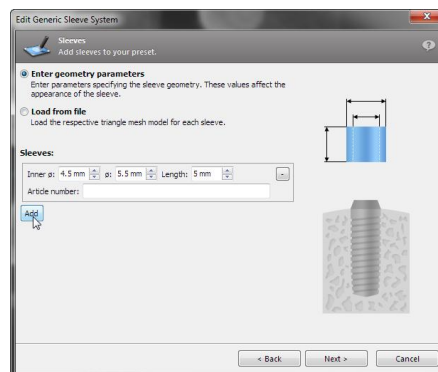 Edit Generic Sleeve System
Sleeves
Add sleeves to your preset.
Enter geometry parameters
Enter parameters specifying the sleeve geometry. These values affect the
appearance of the sleeve.
Load from file
Load the respective triangle mesh model for each sleeve.
Sleeves:
Inner ø: 4.5 mm ø: 5.5 mm Length: 5 mm -
Article number:
Add
< Back Next > Cancel